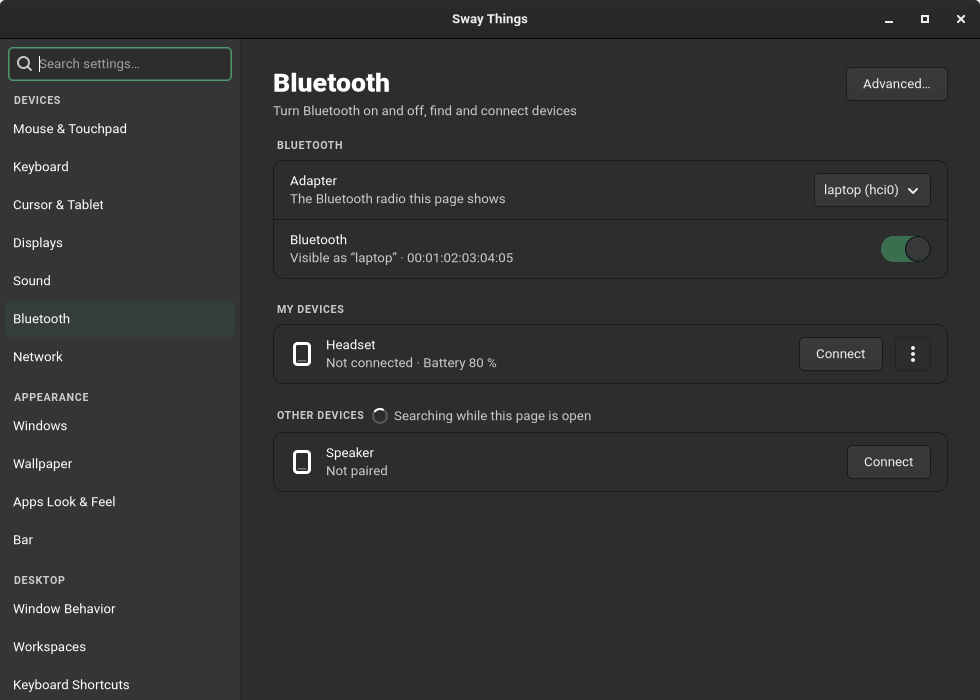 Sway Things
Search settings...
DEVICES
Mouse & Touchpad
Keyboard
Cursor & Tablet
Displays
Sound
Bluetooth
Network
APPEARANCE
Windows
Wallpaper
Apps Look & Feel
Bar
DESKTOP
Window Behavior
Workspaces
Keyboard Shortcuts
Bluetooth
Turn Bluetooth on and off, find and connect devices
Advanced...
BLUETOOTH
Adapter
The Bluetooth radio this page shows
laptop (hci0)
Bluetooth
Visible as “laptop” · 00:01:02:03:04:05
MY DEVICES
Headset
Not connected · Battery 80 %
Connect
OTHER DEVICES Searching while this page is open
Speaker
Not paired
Connect